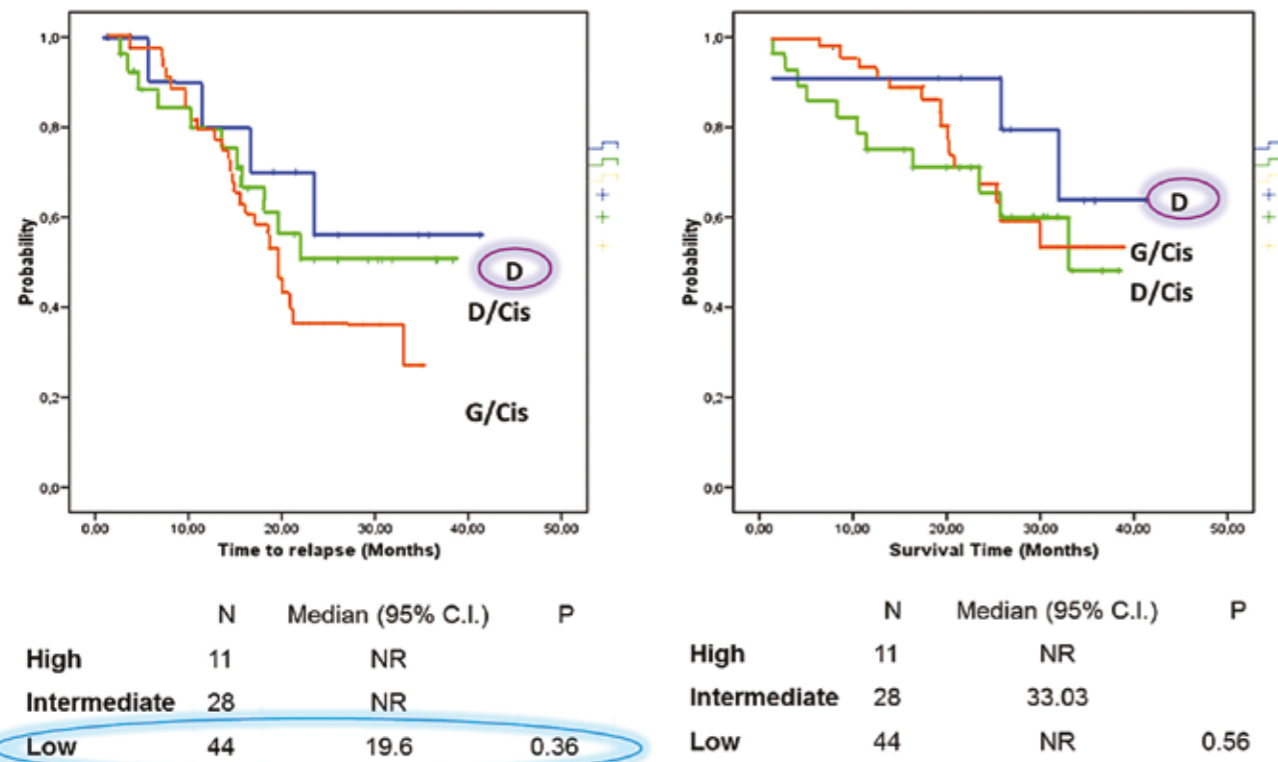 1,0
0,8
0,6
0,4
0,2
0,0
Probability
0,00 10,00 20,00 30,00 40,00 50,00
Time to relapse (Months)
D
D/Cis
G/Cis
N Median (95% C.I.) P
High 11 NR
Intermediate 28 NR
Low 44 19.6 0.36
1,0
0,8
0,6
0,4
0,2
0,0
Probability
0,00 10,00 20,00 30,00 40,00 50,00
Survival Time (Months)
D
G/Cis
D/Cis
N Median (95% C.I.) P
High 11 NR
Intermediate 28 33.03
Low 44 NR 0.56